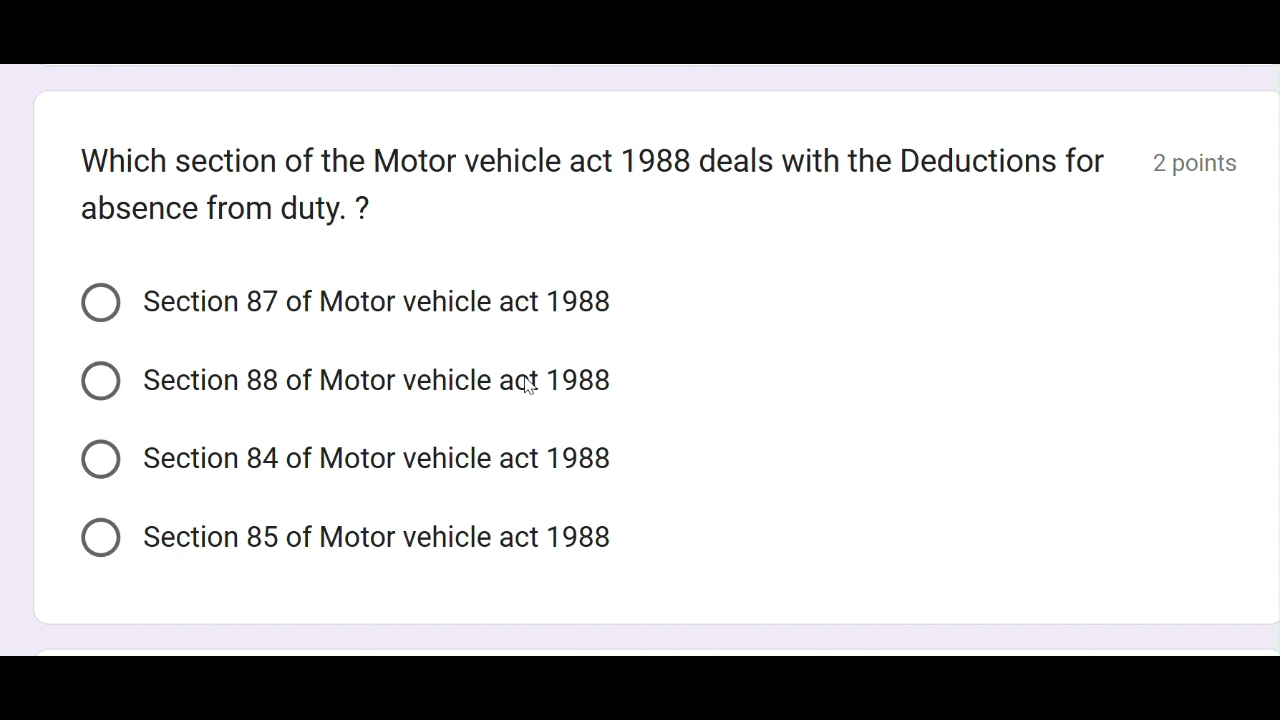 Which section of the Motor vehicle act 1988 deals with the Deductions for
2 points
absence from duty. ?
Section 87 of Motor vehicle act 1988
Section 88 of Motor vehicle act 1988
Section 84 of Motor vehicle act 1988
Section 85 of Motor vehicle act 1988